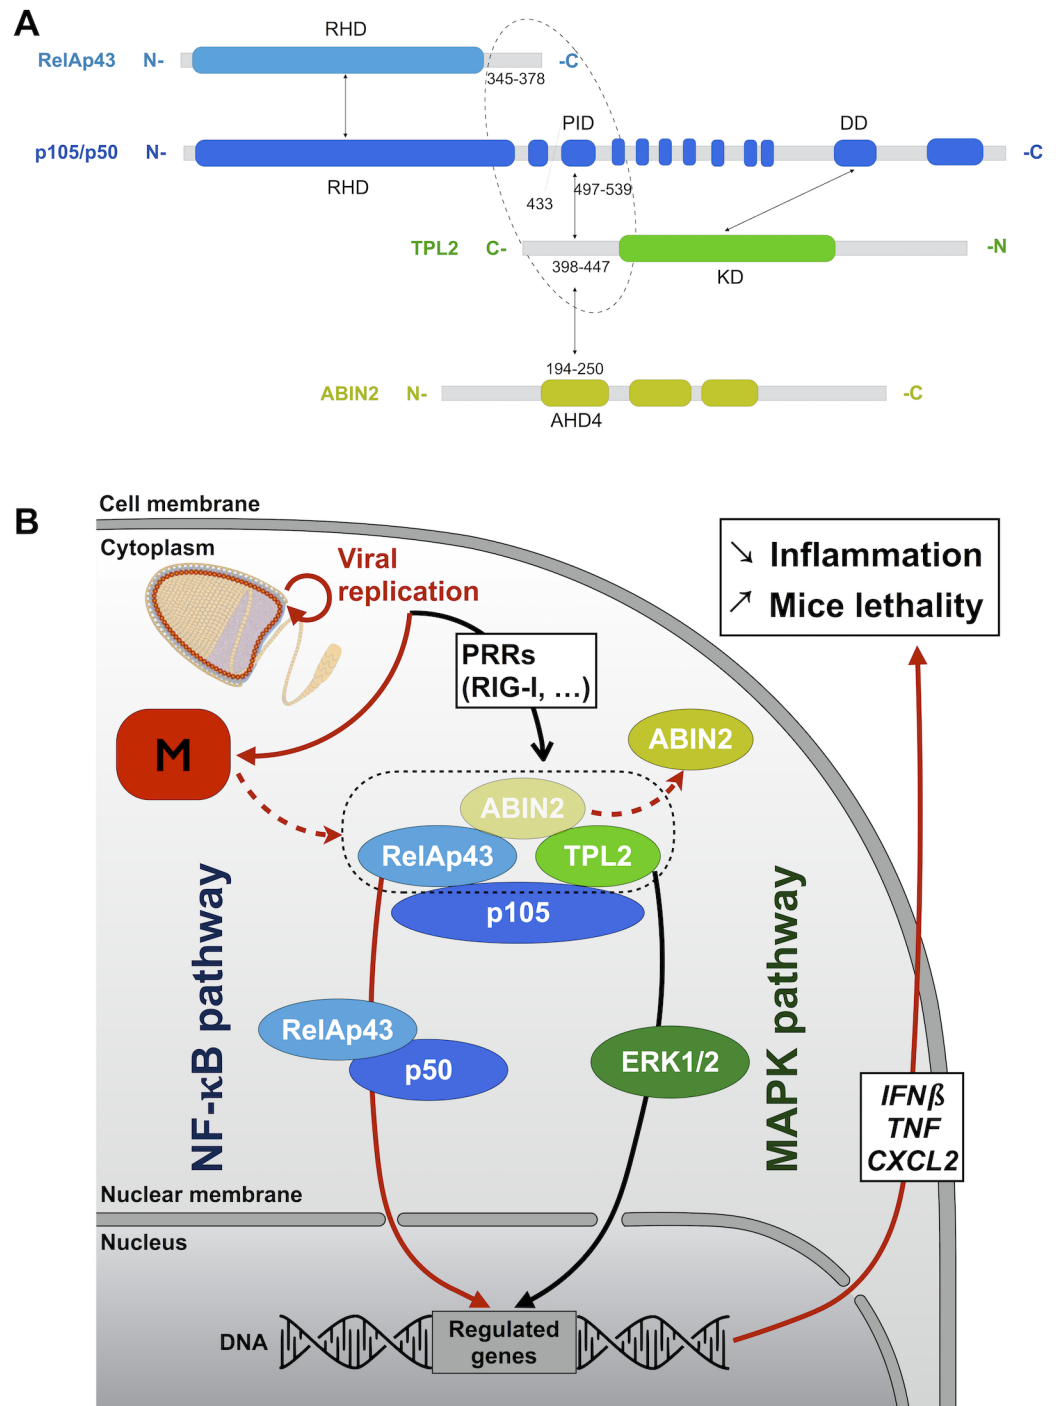 A
RHD
RelAp43 N- -C
345-378
PID DD
p105/p50 N- -C
RHD
433
497-539
TPL2 C- -N
398-447
KD
194-250
ABIN2 N- -C
AHD4
B
Cell membrane
Cytoplasm
Viral
replication
↘ Inflammation
↗ Mice lethality
PRRs
(RIG-I, ...)
M
ABIN2
ABIN2
RelAp43
TPL2
p105
NF-κB pathway
MAPK pathway
RelAp43
p50
ERK1/2
IFNß
TNF
CXCL2
Nuclear membrane
Nucleus
DNA
Regulated
genes